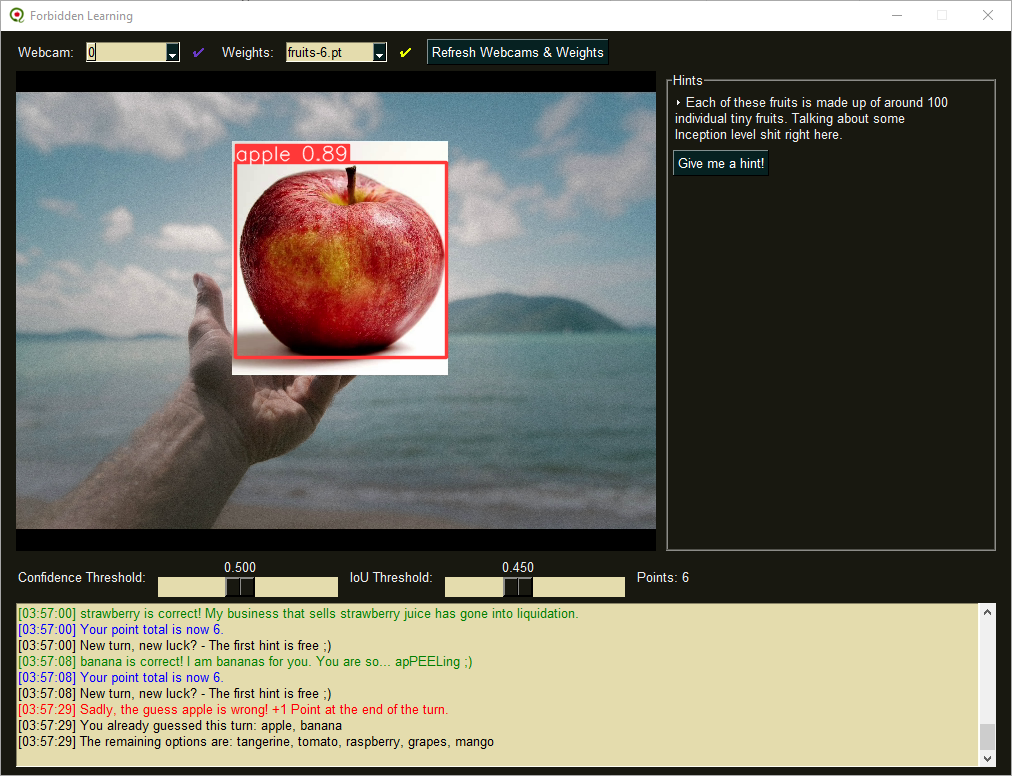 Forbidden Learning
Webcam: 0 ✔ Weights: fruits-6.pt ✔ Refresh Webcams & Weights
apple 0.89
Hints
‣ Each of these fruits is made up of around 100
individual tiny fruits. Talking about some
Inception level shit right here.
Give me a hint!
0.500
0.450
Confidence Threshold:
IoU Threshold:
Points: 6
[03:57:00] strawberry is correct! My business that sells strawberry juice has gone into liquidation.
[03:57:00] Your point total is now 6.
[03:57:00] New turn, new luck? - The first hint is free ;)
[03:57:08] banana is correct! I am bananas for you. You are so... apPEELing ;)
[03:57:08] Your point total is now 6.
[03:57:08] New turn, new luck? - The first hint is free ;)
[03:57:29] Sadly, the guess apple is wrong! +1 Point at the end of the turn.
[03:57:29] You already guessed this turn: apple, banana
[03:57:29] The remaining options are: tangerine, tomato, raspberry, grapes, mango